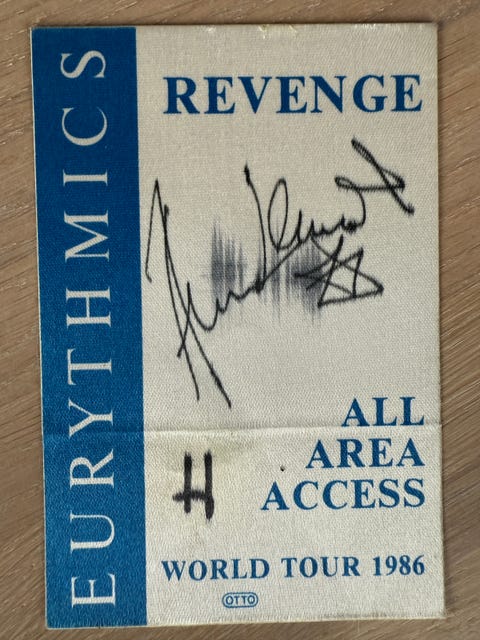 EURYTHMICS
REVENGE
ALL
AREA
ACCESS
H
WORLD TOUR 1986
OTTO